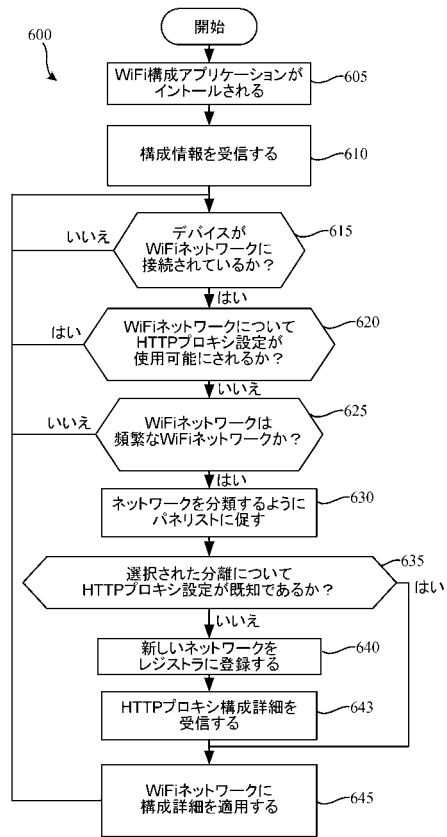 600
開始
WiFi構成アプリケーションが
イントールされる
605
構成情報を受信する
610
デバイスが
WiFiネットワークに
接続されているか？
615
いいえ
はい
WiFiネットワークについて
HTTPプロキシ設定が
使用可能にされるか？
620
はい
いいえ
WiFiネットワークは
頻繁なWiFiネットワークか？
625
いいえ
はい
ネットワークを分類するように
パネリストに促す
630
選択された分離について
HTTPプロキシ設定が既知であるか？
635
はい
いいえ
新しいネットワークを
レジストラに登録する
640
HTTPプロキシ構成詳細を
受信する
643
WiFiネットワークに
構成詳細を適用する
645